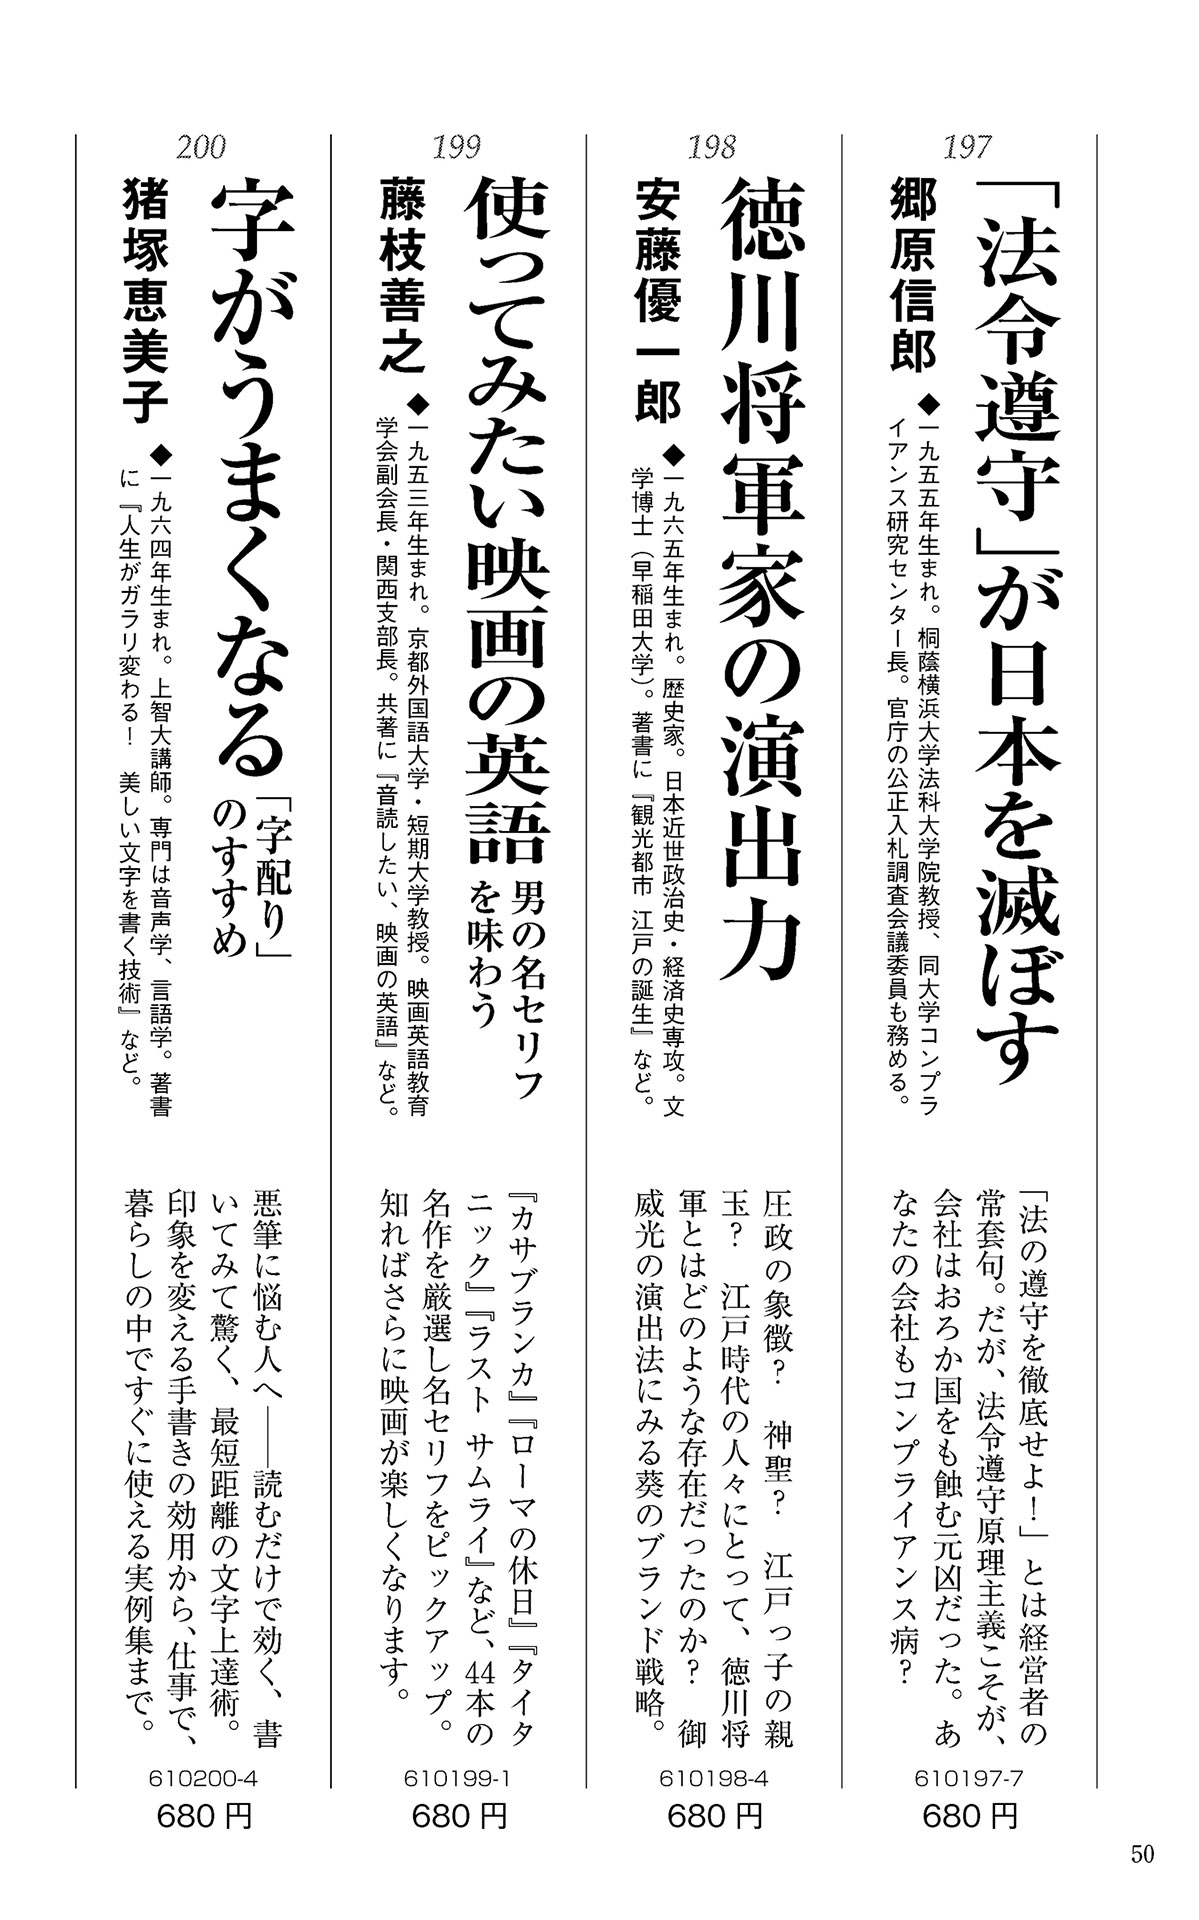 197
「法令遵守」が日本を滅ぼす
郷原信郎
◆一九五五年生まれ。桐蔭横浜大学法科大学院教授、同大学コンプラ
イアンス研究センター長。官庁の公正入札調査会議委員も務める。
「法の遵守を徹底せよ！」とは経営者の
常套句。だが、法令遵守原理主義こそが、
会社はおろか国をも蝕む元凶だった。あ
なたの会社もコンプライアンス病？
610197-7
680円
198
徳川将軍家の演出力
安藤優一郎
◆一九六五年生まれ。歴史家。日本近世政治史・経済史専攻。文
学博士（早稲田大学）。著書に『観光都市 江戸の誕生』など。
圧政の象徴？　神聖？　江戸っ子の親
玉？　江戸時代の人々にとって、徳川将
軍とはどのような存在だったのか？　御
威光の演出法にみる葵のブランド戦略。
610198-4
680円
199
使ってみたい映画の英語
男の名セリフ
を味わう
藤枝善之
◆一九五三年生まれ。京都外国語大学・短期大学教授。映画英語教育
学会副会長・関西支部長。共著に『音読したい、映画の英語』など。
『カサブランカ』『ローマの休日』『タイタ
ニック』『ラスト サムライ』など、44本の
名作を厳選し名セリフをピックアップ。
知ればさらに映画が楽しくなります。
610199-1
680円
200
字がうまくなる
「字配り」
のすすめ
猪塚恵美子
◆一九六四年生まれ。上智大講師。専門は音声学、言語学。著書
に『人生がガラリ変わる！　美しい文字を書く技術』など。
悪筆に悩む人へ――読むだけで効く、書
いてみて驚く、最短距離の文字上達術。
印象を変える手書きの効用から、仕事で、
暮らしの中ですぐに使える実例集まで。
610200-4
680円
50